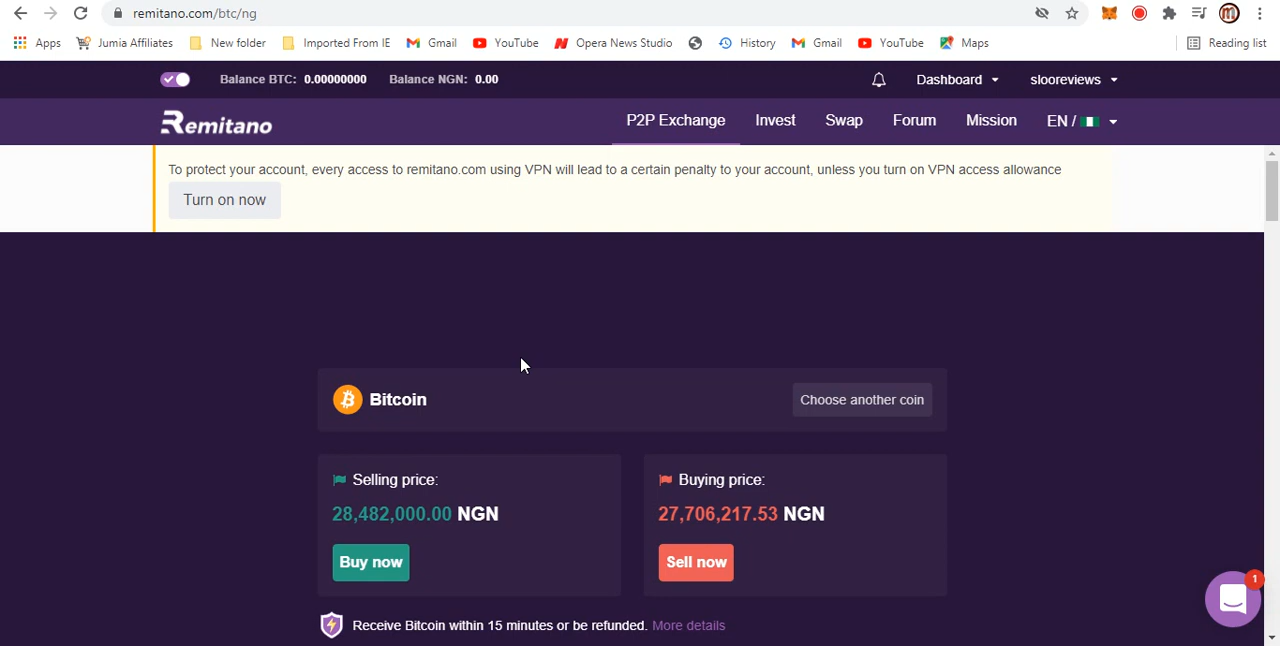 remitano.com/btc/ng
Apps Jumia Affiliates New folder Imported From IE Gmail YouTube Opera News Studio History Gmail YouTube Maps Reading list
Balance BTC: 0.00000000 Balance NGN: 0.00 Dashboard slooreviews
Remitano P2P Exchange Invest Swap Forum Mission EN /
To protect your account, every access to remitano.com using VPN will lead to a certain penalty to your account, unless you turn on VPN access allowance
Turn on now
Bitcoin Choose another coin
Selling price: Buying price:
28,482,000.00 NGN 27,706,217.53 NGN
Buy now Sell now
1
Receive Bitcoin within 15 minutes or be refunded. More details